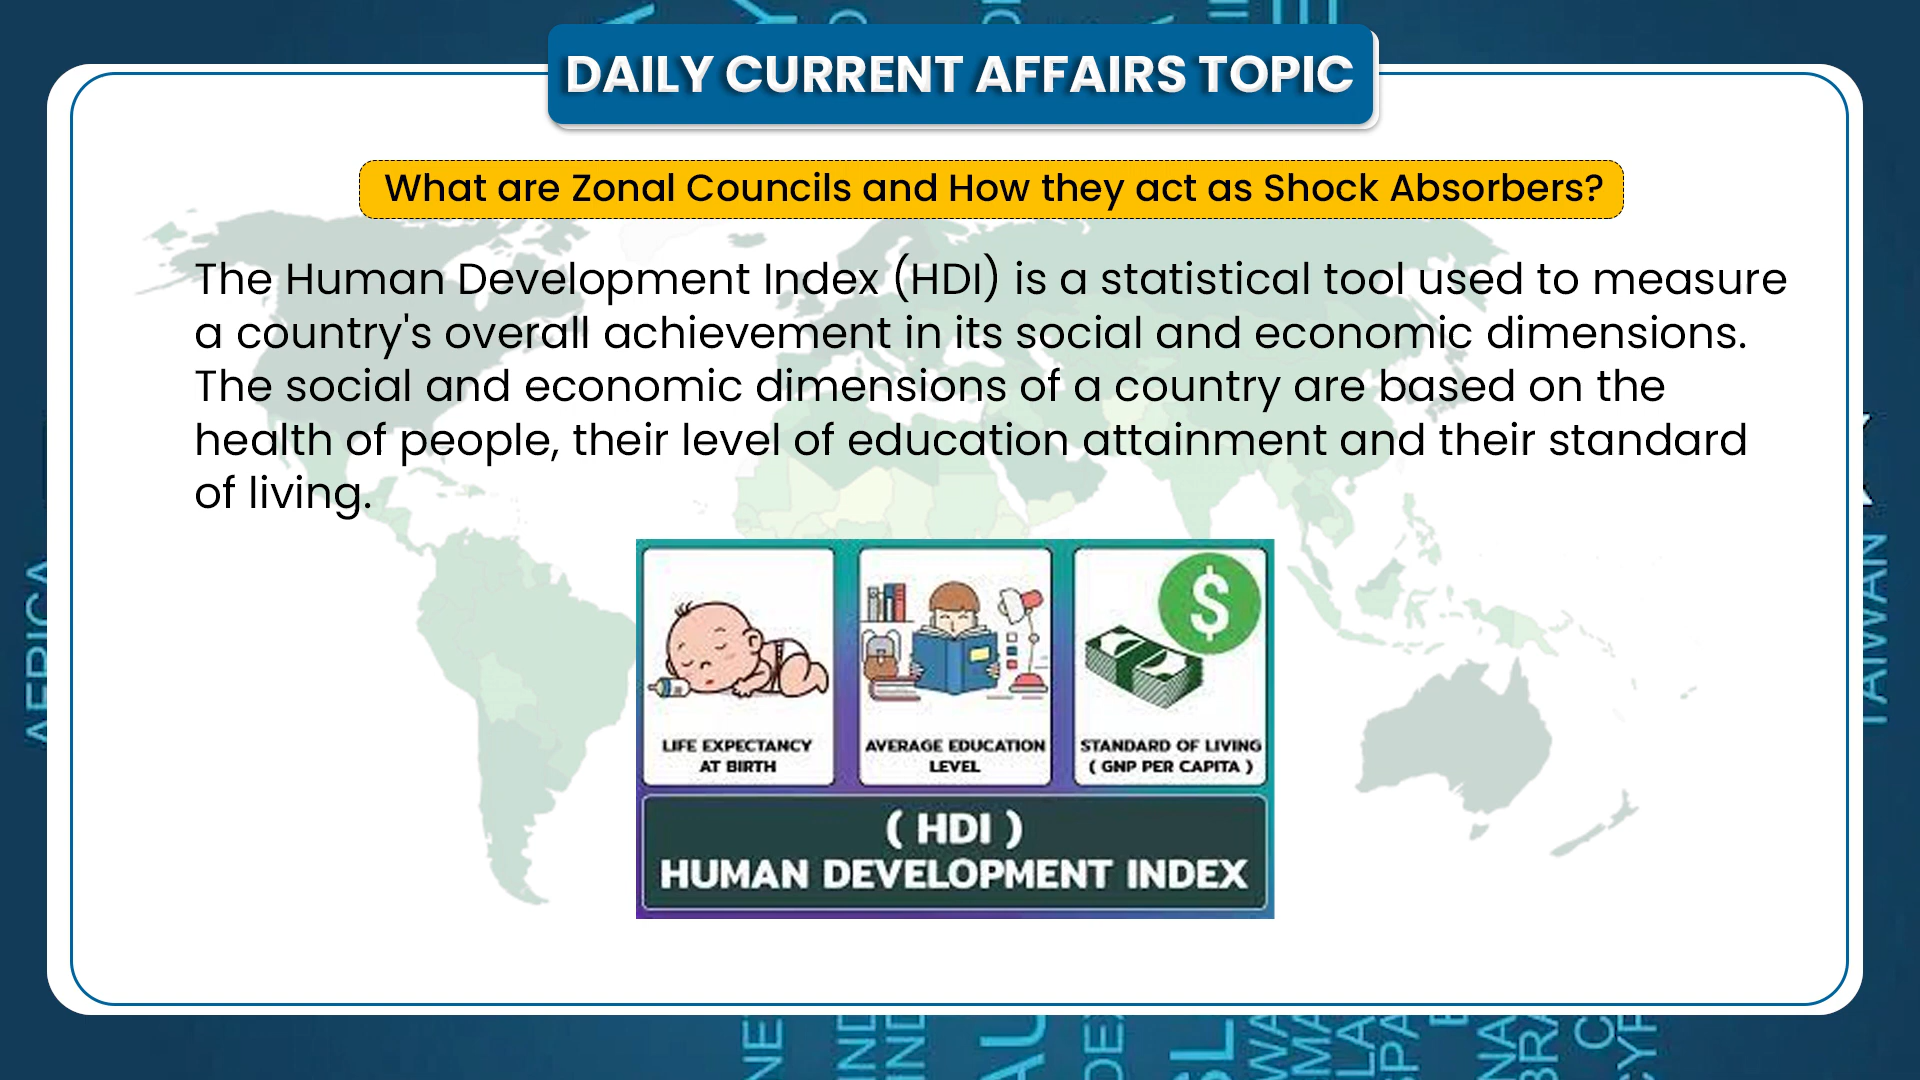 DAILY CURRENT AFFAIRS TOPIC
What are Zonal Councils and How they act as Shock Absorbers?
The Human Development Index (HDI) is a statistical tool used to measure
a country's overall achievement in its social and economic dimensions.
The social and economic dimensions of a country are based on the
health of people, their level of education attainment and their standard
of living.
LIFE EXPECTANCY
AT BIRTH
AVERAGE EDUCATION
LEVEL
STANDARD OF LIVING
( GNP PER CAPITA )
( HDI )
HUMAN DEVELOPMENT INDEX
AFRICA
TAIWAN